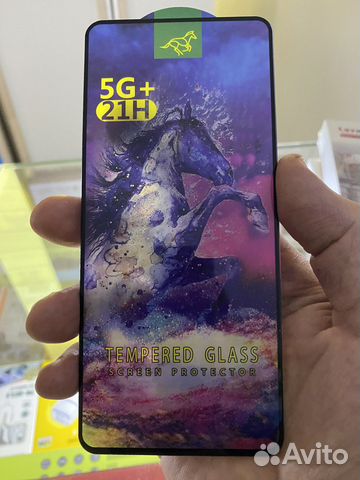 5G+
21H
TEMPERED GLASS
SCREEN PROTECTOR
Avito